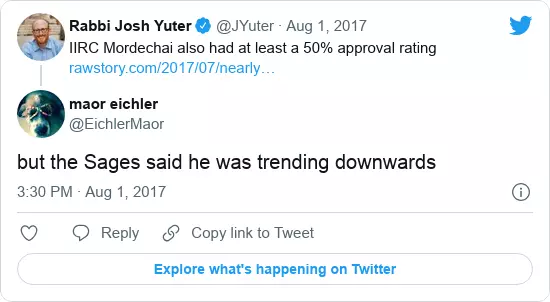 Rabbi Josh Yuter @JYuter · Aug 1, 2017
IIRC Mordechai also had at least a 50% approval rating
rawstory.com/2017/07/nearly…
maor eichler
@EichlerMaor
but the Sages said he was trending downwards
3:30 PM · Aug 1, 2017
Reply Copy link to Tweet
Explore what's happening on Twitter